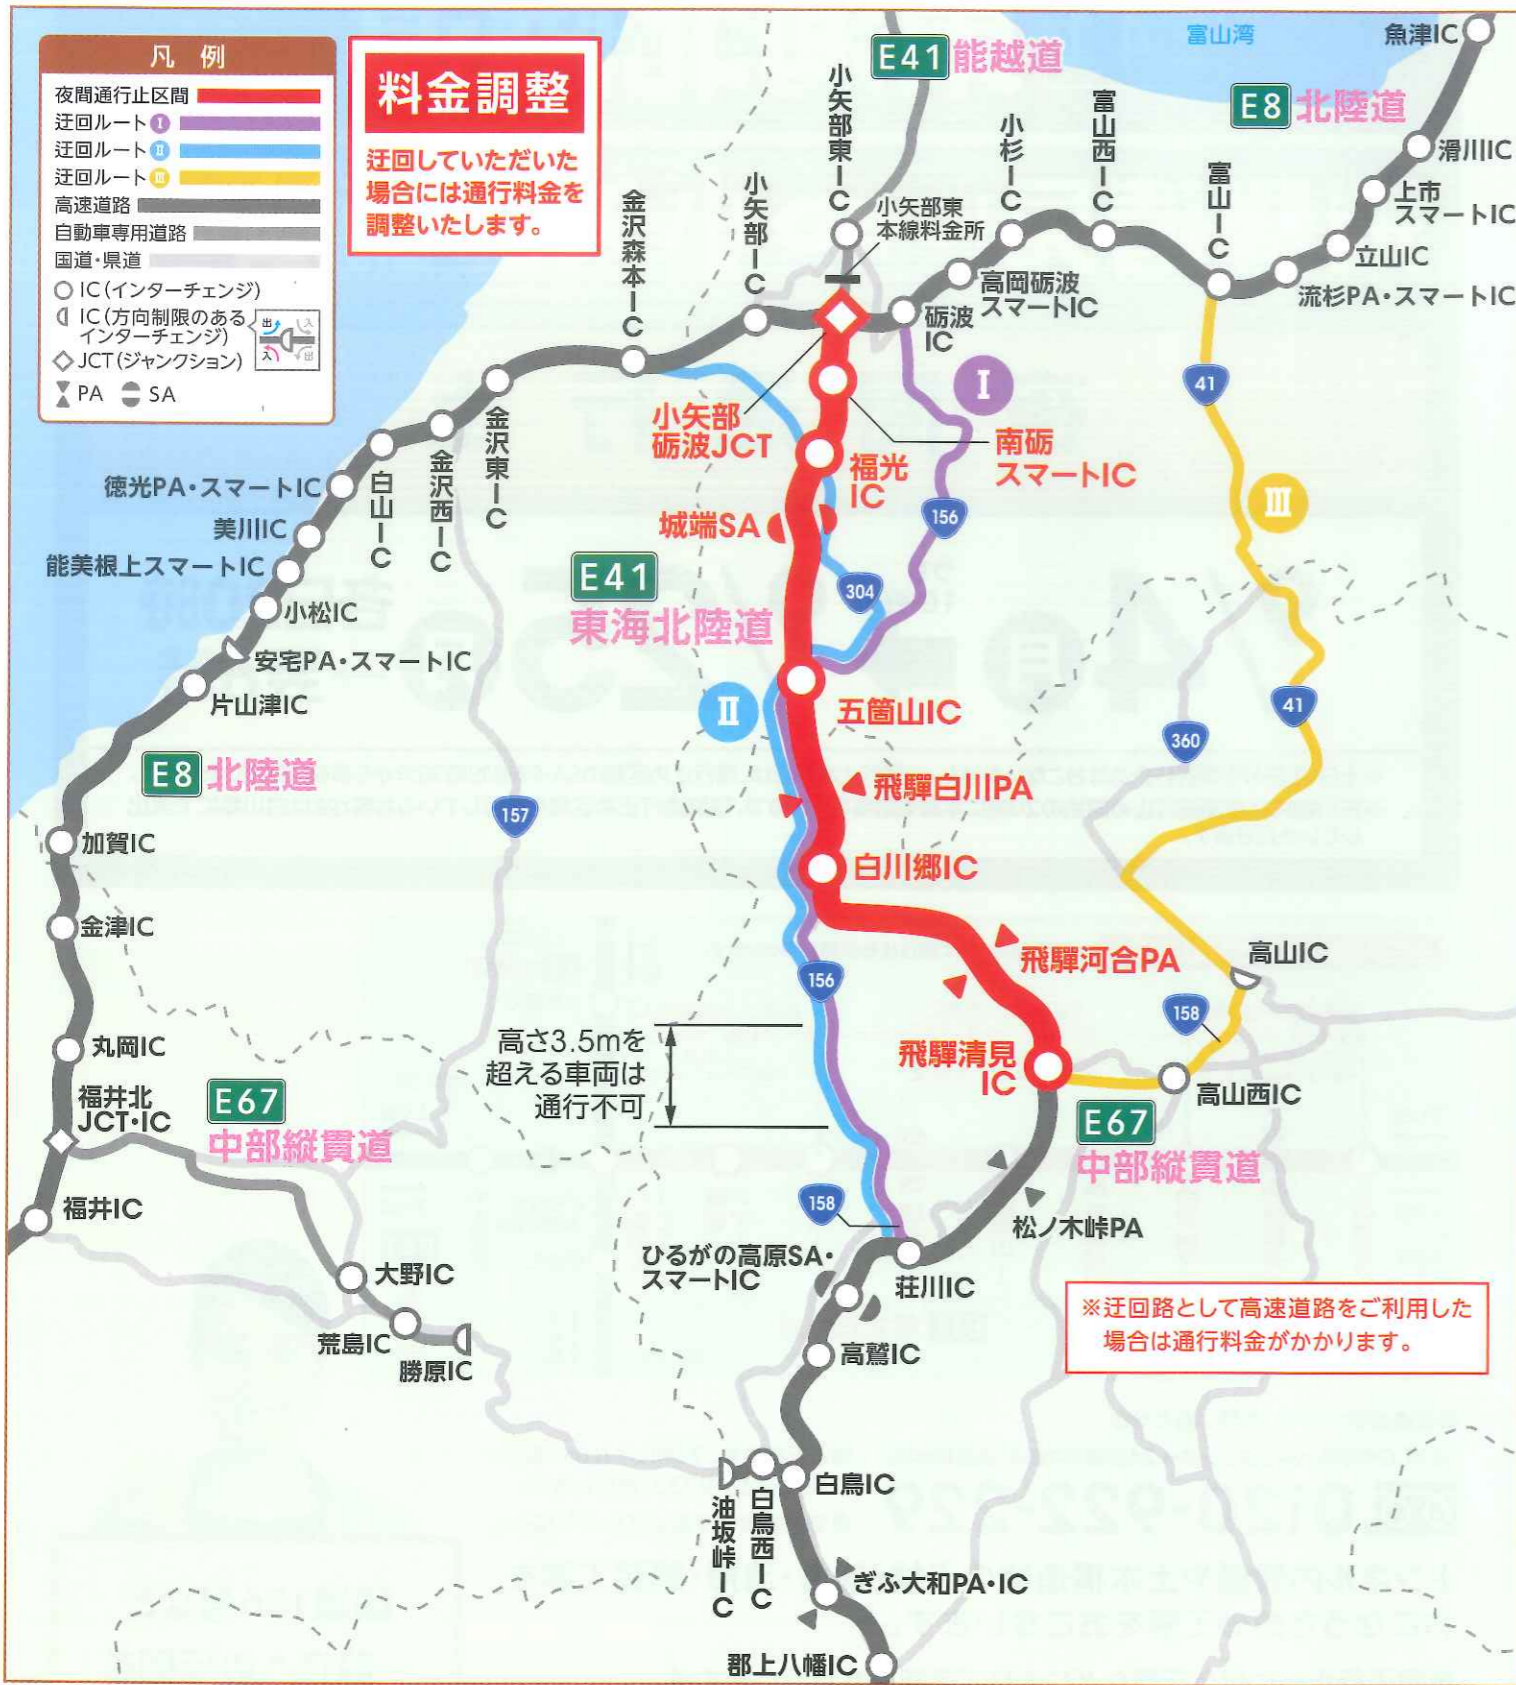 凡例
夜間通行止区間
迂回ルートⅠ
迂回ルートⅡ
迂回ルートⅢ
高速道路
自動車専用道路
国道・県道
IC(インターチェンジ)
IC(方向制限のある
インターチェンジ)
出
入
入
出
JCT(ジャンクション)
PA
SA
料金調整
迂回していただいた
場合には通行料金を
調整いたします。
E41 能越道
富山湾
魚津IC
E8 北陸道
滑川IC
上市
スマートIC
立山IC
流杉PA・スマートIC
富山IC
富山西IC
小杉IC
高岡砺波
スマートIC
砺波
IC
小矢部東IC
小矢部東
本線料金所
小矢部IC
金沢森本IC
金沢東IC
金沢西IC
白山IC
徳光PA・スマートIC
美川IC
能美根上スマートIC
小松IC
安宅PA・スマートIC
片山津IC
E8 北陸道
加賀IC
金津IC
丸岡IC
福井北
JCT・IC
福井IC
E67
中部縦貫道
大野IC
荒島IC
勝原IC
157
小矢部
砺波JCT
南砺
スマートIC
福光
IC
城端SA
E41
東海北陸道
Ⅰ
156
304
Ⅱ
五箇山IC
飛驒白川PA
白川郷IC
飛驒河合PA
飛驒清見
IC
41
Ⅲ
41
360
高山IC
158
高山西IC
E67
中部縦貫道
156
高さ3.5mを
超える車両は
通行不可
158
松ノ木峠PA
荘川IC
ひるがの高原SA・
スマートIC
高鷲IC
※迂回路として高速道路をご利用した
場合は通行料金がかかります。
白鳥IC
白鳥西IC
油坂峠IC
ぎふ大和PA・IC
郡上八幡IC